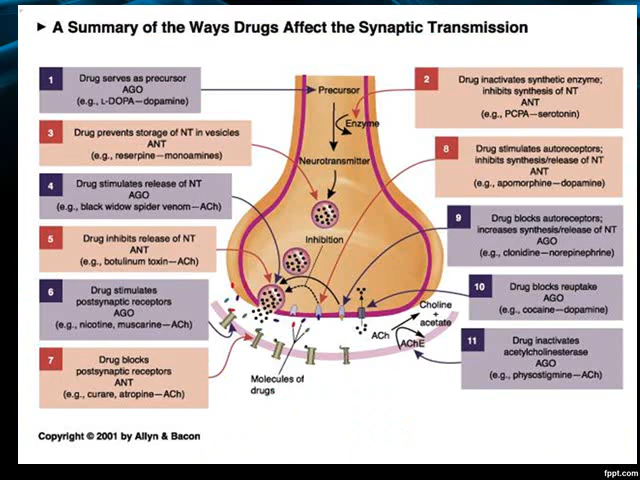 ► A Summary of the Ways Drugs Affect the Synaptic Transmission
1
Drug serves as precursor
AGO
(e.g., L-DOPA—dopamine)
2
Drug inactivates synthetic enzyme;
inhibits synthesis of NT
ANT
(e.g., PCPA—serotonin)
3
Drug prevents storage of NT in vesicles
ANT
(e.g., reserpine—monoamines)
4
Drug stimulates release of NT
AGO
(e.g., black widow spider venom—ACh)
5
Drug inhibits release of NT
ANT
(e.g., botulinum toxin—ACh)
6
Drug stimulates
postsynaptic receptors
AGO
(e.g., nicotine, muscarine—ACh)
7
Drug blocks
postsynaptic receptors
ANT
(e.g., curare, atropine—ACh)
8
Drug stimulates autoreceptors;
inhibits synthesis/release of NT
ANT
(e.g., apomorphine—dopamine)
9
Drug blocks autoreceptors;
increases synthesis/release of NT
AGO
(e.g., clonidine—norepinephrine)
10
Drug blocks reuptake
AGO
(e.g., cocaine—dopamine)
11
Drug inactivates
acetylcholinesterase
AGO
(e.g., physostigmine—ACh)
Precursor
Enzyme
Neurotransmitter
Inhibition
Choline
+
acetate
ACh
AChE
Molecules of
drugs
Copyright © 2001 by Allyn & Bacon
fppt.com